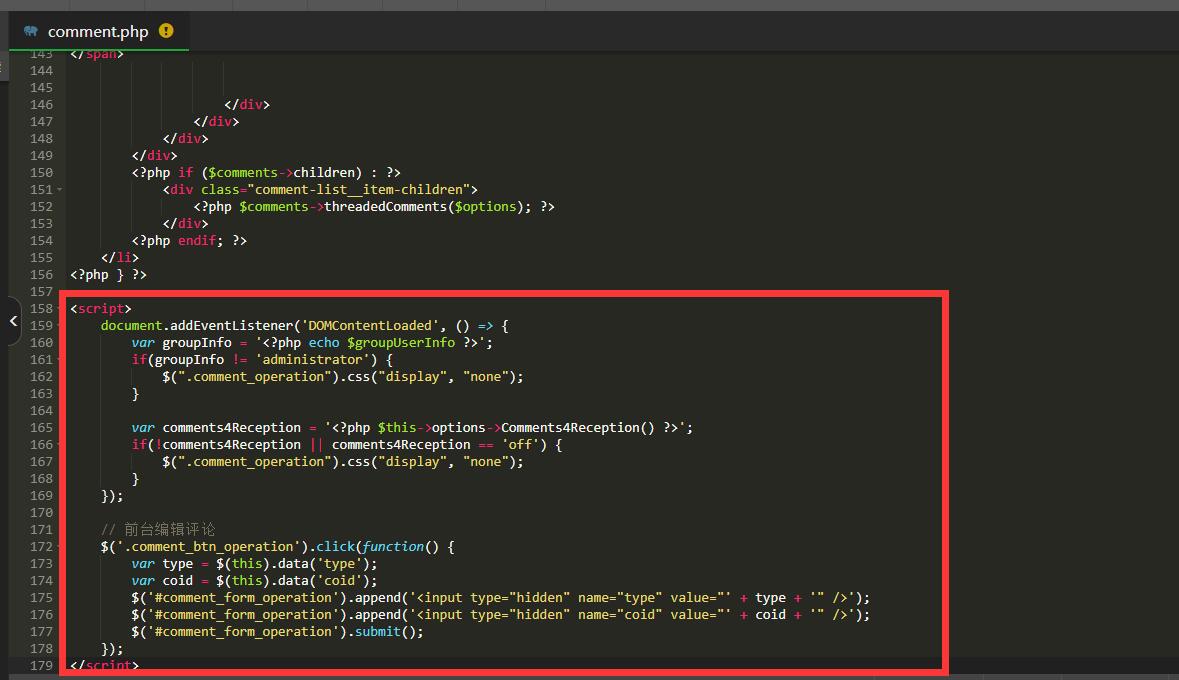 comment.php
143 </span>
144
145
146 </div>
147 </div>
148 </div>
149 </div>
150 <?php if ($comments->children) : ?>
151 <div class="comment-list__item-children">
152 <?php $comments->threadedComments($options); ?>
153 </div>
154 <?php endif; ?>
155 </li>
156 <?php } ?>
157
158 <script>
159 document.addEventListener('DOMContentLoaded', () => {
160 var groupInfo = '<?php echo $groupUserInfo ?>';
161 if(groupInfo != 'administrator') {
162 $(".comment_operation").css("display", "none");
163 }
164
165 var comments4Reception = '<?php $this->options->Comments4Reception() ?>';
166 if(!comments4Reception || comments4Reception == 'off') {
167 $(".comment_operation").css("display", "none");
168 }
169 });
170
171 // 前台编辑评论
172 $('.comment_btn_operation').click(function() {
173 var type = $(this).data('type');
174 var coid = $(this).data('coid');
175 $('#comment_form_operation').append('<input type="hidden" name="type" value="' + type + '" />');
176 $('#comment_form_operation').append('<input type="hidden" name="coid" value="' + coid + '" />');
177 $('#comment_form_operation').submit();
178 });
179 </script>